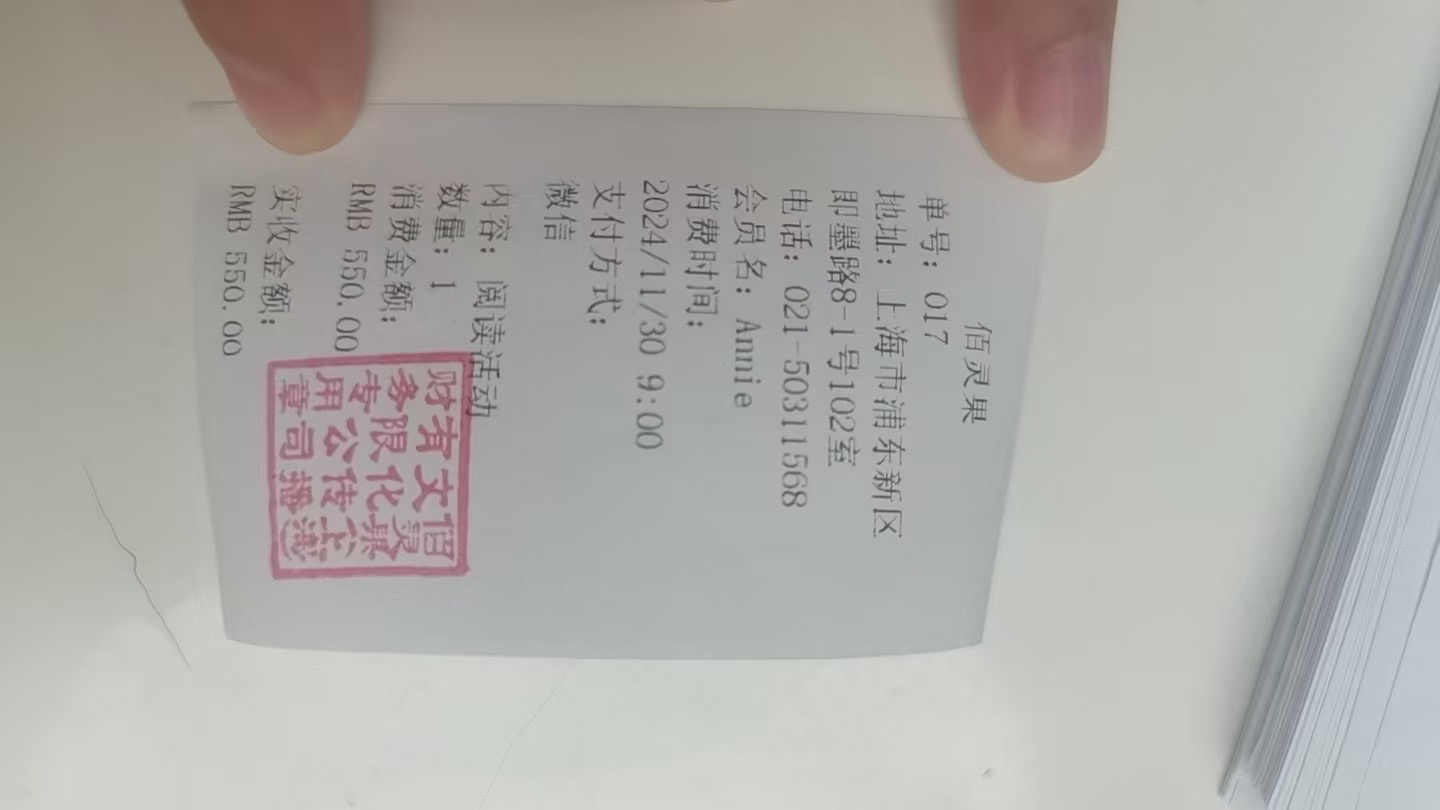 佰灵果
单号：017
地址：上海市浦东新区
即墨路8-1号102室
电话：021-50311568
会员名：Annie
消费时间：
2024/11/30 9:00
支付方式：
微信
内容：阅读活动
数量：1
消费金额：
RMB 550.00
实收金额：
RMB 550.00
佰灵果（上海）
文化传播
有限公司
财务专用章